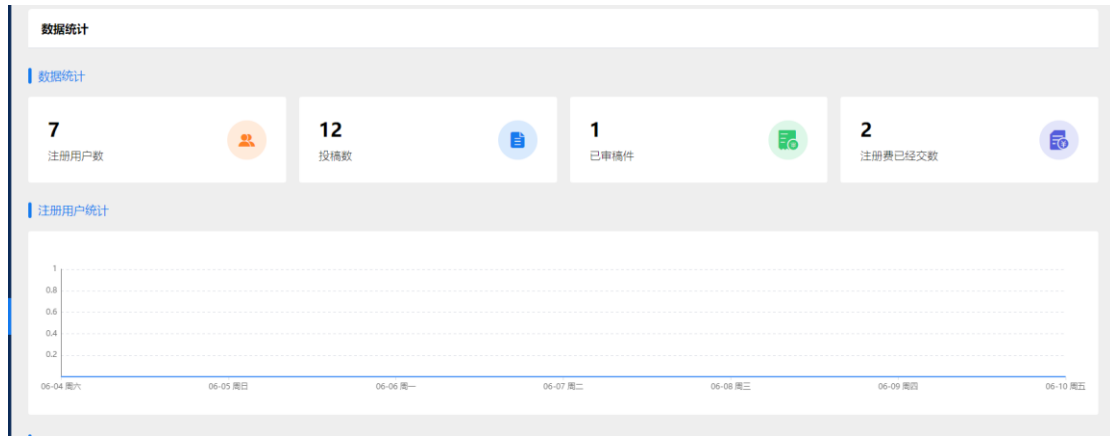 数据统计
数据统计
7
注册用户数
12
投稿数
1
已审稿件
2
注册费已经交数
注册用户统计
1
0.8
0.6
0.4
0.2
06-04 周六
06-05 周日
06-06 周一
06-07 周二
06-08 周三
06-09 周四
06-10 周五